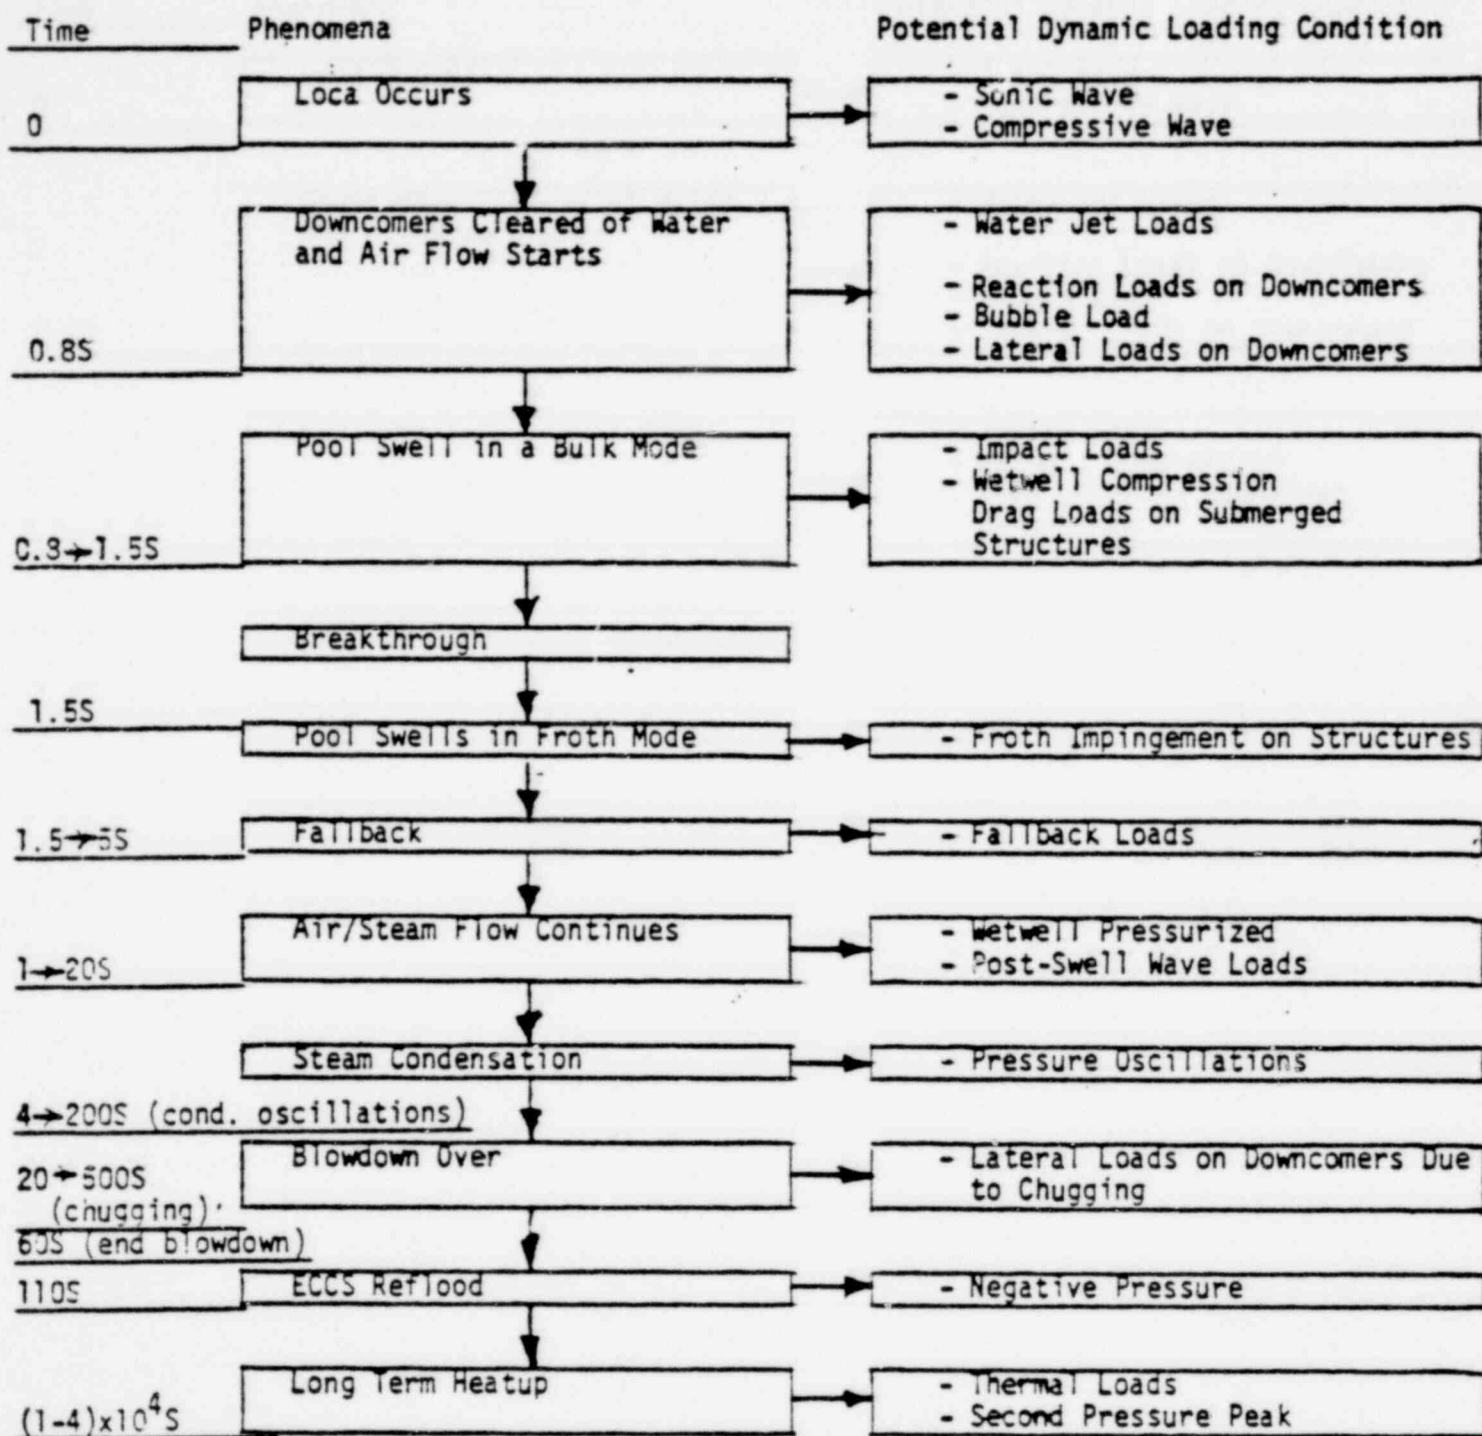 Time Phenomena Potential Dynamic Loading Condition
0 Loca Occurs - Sonic Wave
- Compressive Wave
Downcomers Cleared of Water - Water Jet Loads
and Air Flow Starts
- Reaction Loads on Downcomers
- Bubble Load
0.8S - Lateral Loads on Downcomers
Pool Swell in a Bulk Mode - Impact Loads
- Wetwell Compression
Drag Loads on Submerged
0.8→1.5S Structures
Breakthrough
1.5S
Pool Swells in Froth Mode - Froth Impingement on Structures
1.5→5S Fallback - Fallback Loads
Air/Steam Flow Continues - Wetwell Pressurized
1→20S - Post-Swell Wave Loads
Steam Condensation - Pressure Oscillations
4→200S (cond. oscillations)
Blowdown Over - Lateral Loads on Downcomers Due
20→500S to Chugging
(chugging)
60S (end blowdown)
110S ECCS Reflood - Negative Pressure
Long Term Heatup - Thermal Loads
(1-4)x10⁴S - Second Pressure Peak